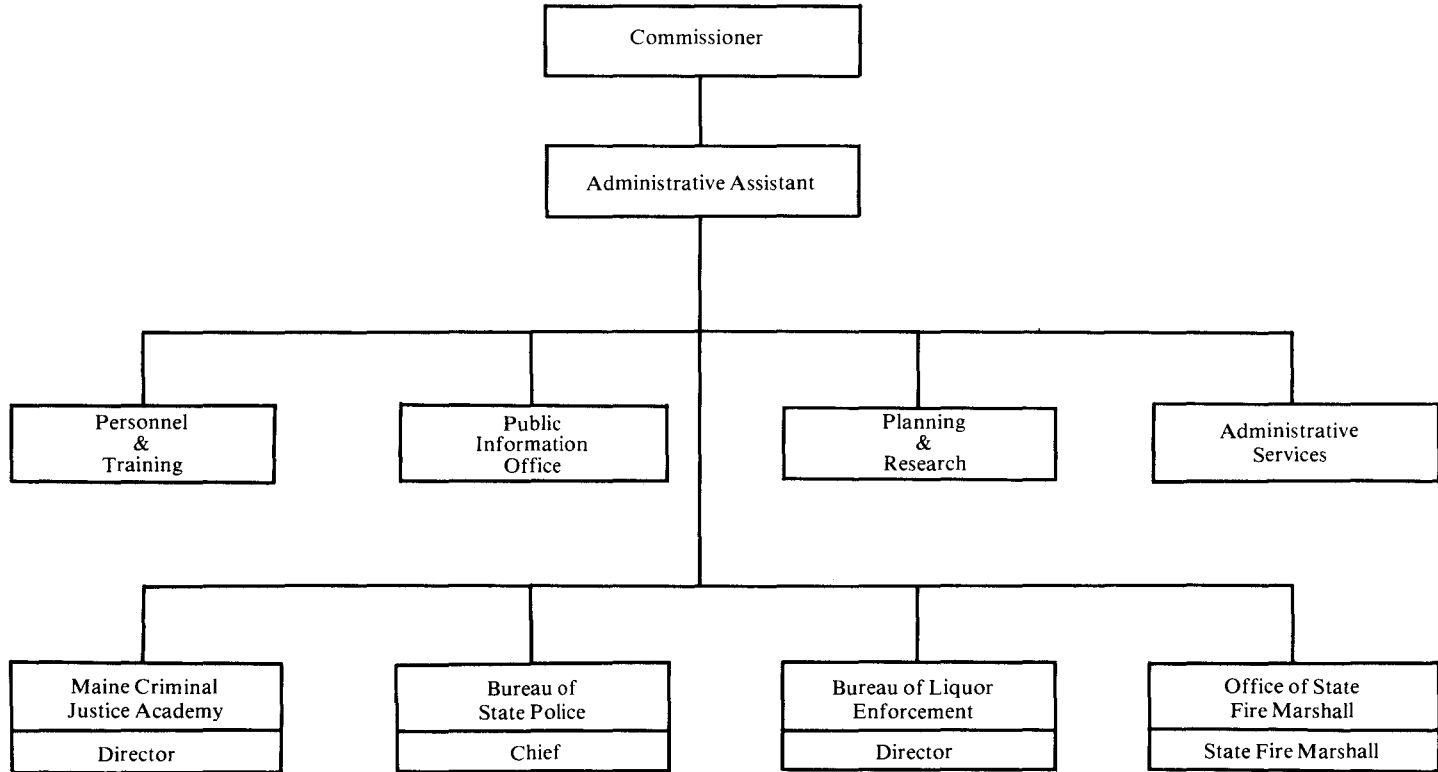 Commissioner
Administrative Assistant
Personnel
&
Training
Public
Information
Office
Planning
&
Research
Administrative
Services
Maine Criminal
Justice Academy
Director
Bureau of
State Police
Chief
Bureau of Liquor
Enforcement
Director
Office of State
Fire Marshall
State Fire Marshall